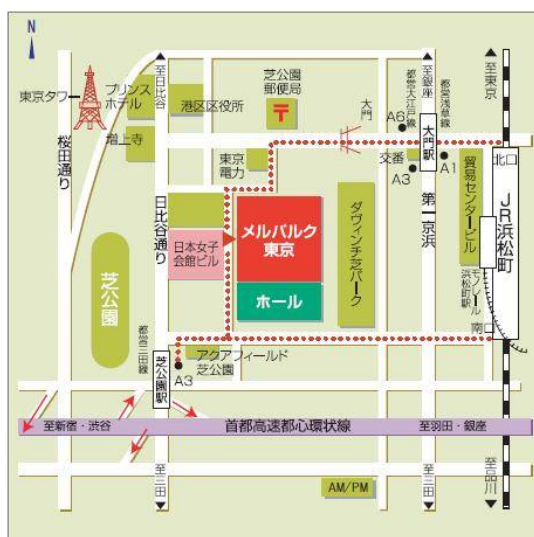 N
東京タワー
プリンス
ホテル
増上寺
桜田通り
至日比谷
港区区役所
芝公園
郵便局
東京
電力
大門
A6
都営大江戸線
至銀座
都営浅草線
大門駅
交番
A3
A1
至東京
北口
貿易センタービル
JR浜松町
モノレール
浜松町駅
南口
第一京浜
ダヴィンチ芝パーク
メルパルク
東京
ホール
日本女子
会館ビル
日比谷通り
芝公園
都営三田線
芝公園駅
A3
アクアフィールド
芝公園
至新宿・渋谷
首都高速都心環状線
至羽田・銀座
至三田
AM/PM
至三田
至品川